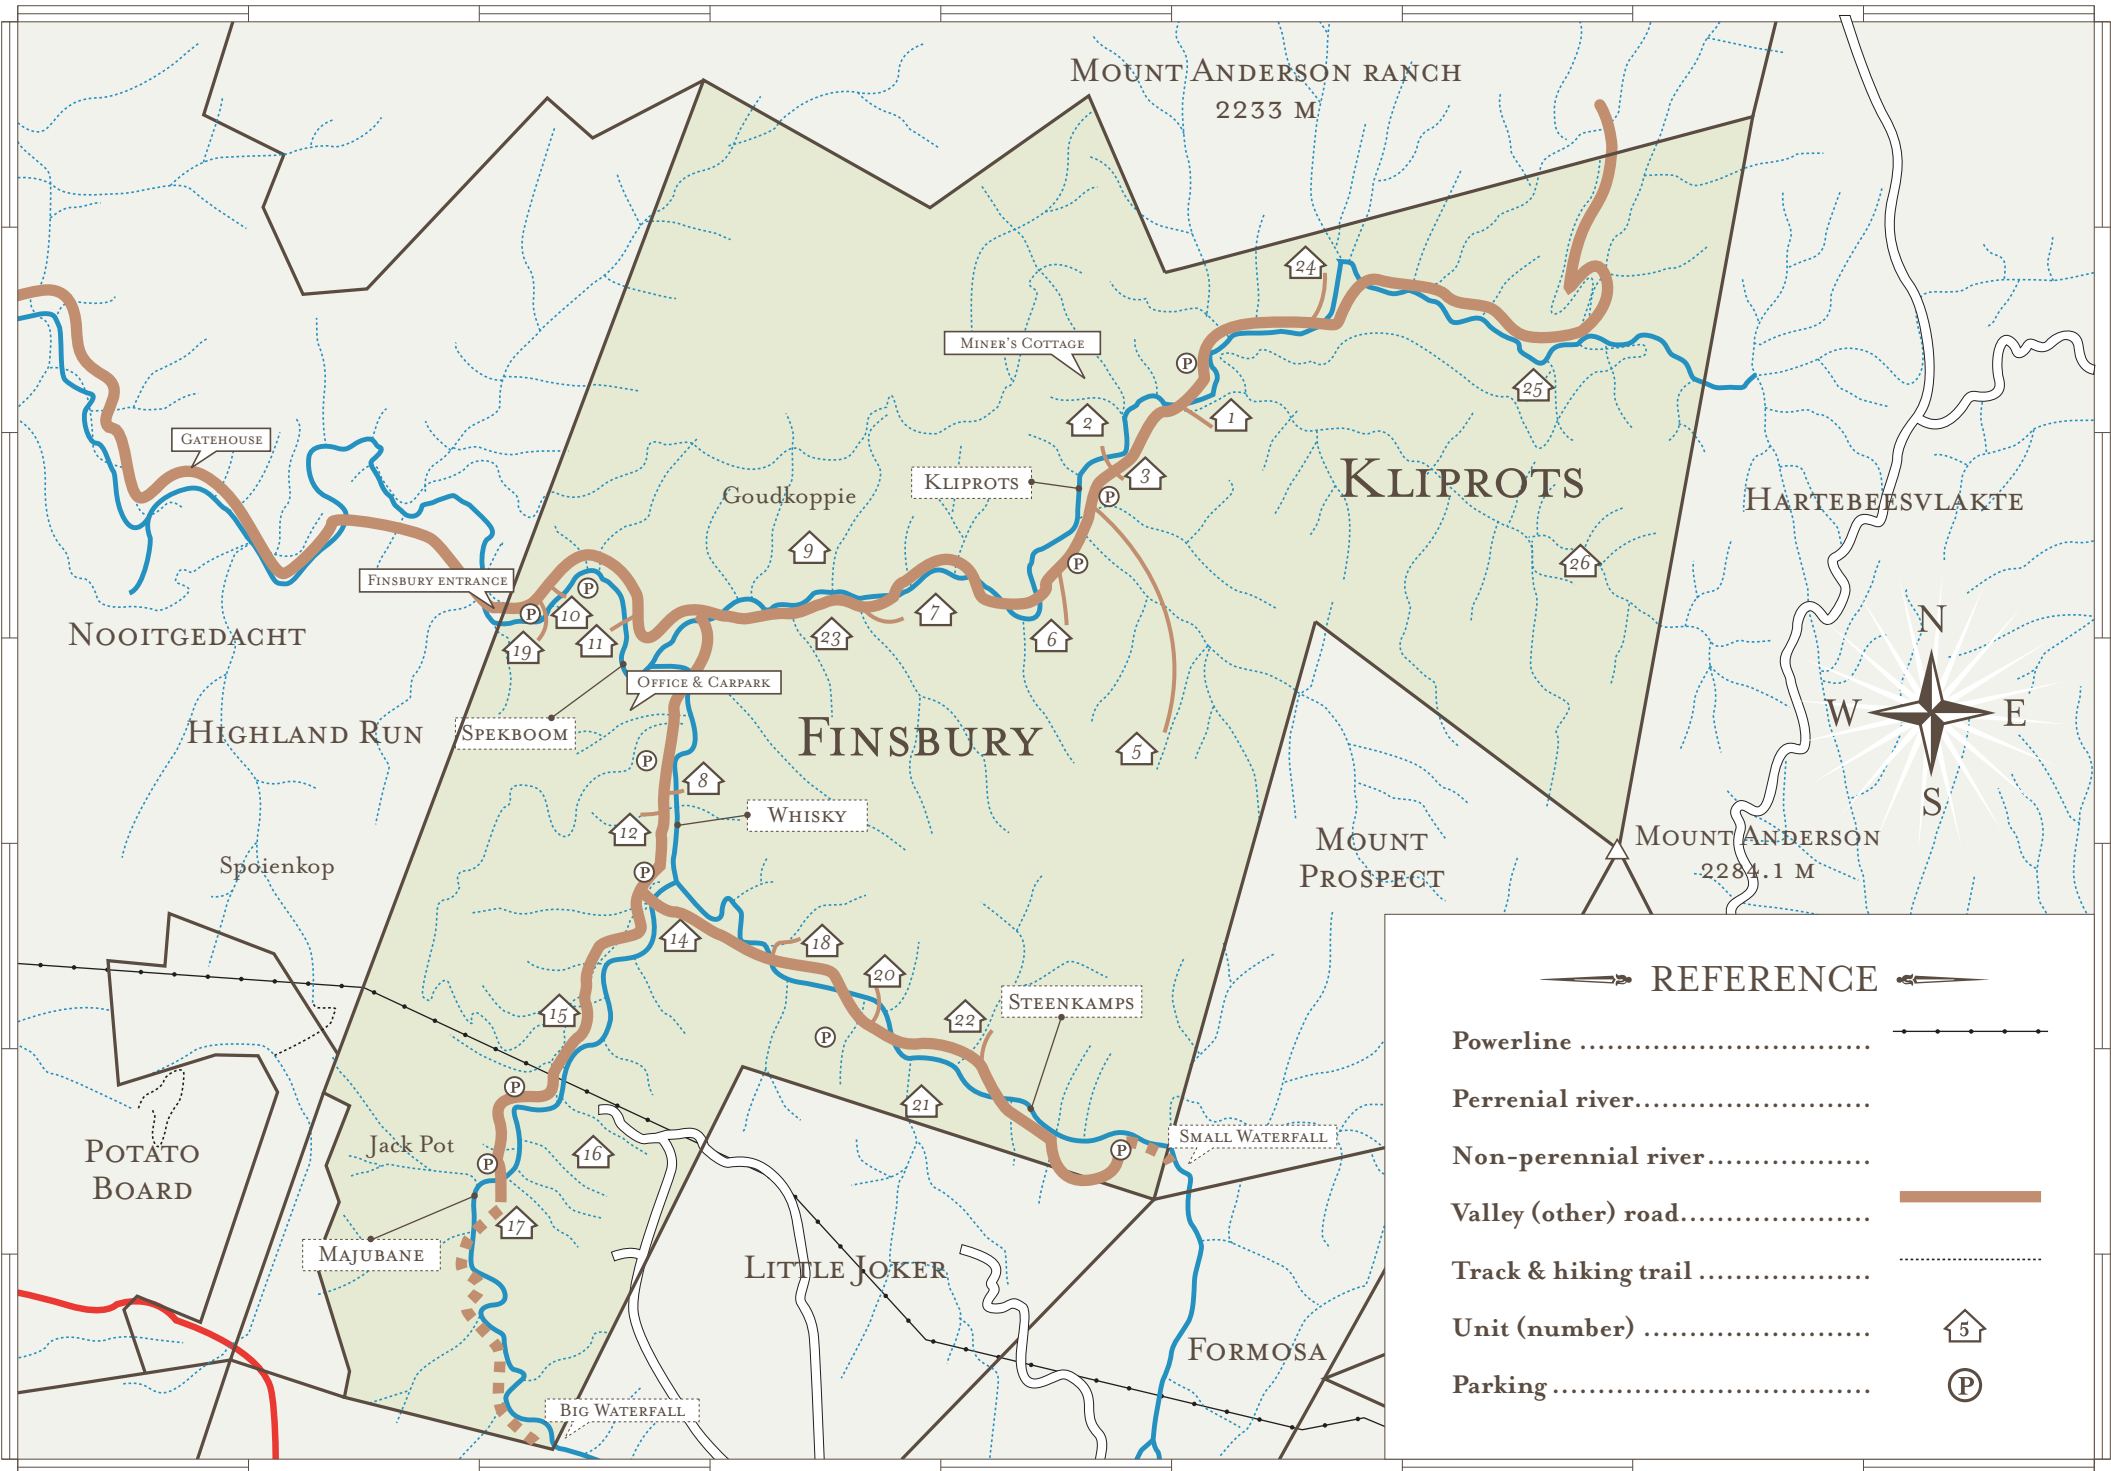 Mount Anderson ranch
2233 m
24
Miner's Cottage
P
25
2
1
Gatehouse
3
Kliprots
Kliprots
P
Goudkoppie
Hartebeesvlakte
9
P
26
Finsbury entrance
P
P
10
7
23
6
11
19
Nooitgedacht
N
W
E
S
Office & Carpark
Highland Run
Spekboom
Finsbury
5
P
8
Whisky
12
Mount
Prospect
Mount Anderson
2284.1 m
Spoienkop
P
14
18
20
15
22
Steenkamps
P
21
P
Jack Pot
16
P
P
Small Waterfall
Potato
Board
17
Majubane
Little Joker
Formosa
Big Waterfall
REFERENCE
Powerline ..............................
Perrenial river........................
Non-perennial river.................
Valley (other) road....................
Track & hiking trail ..................
Unit (number) ........................
5
Parking .................................
P